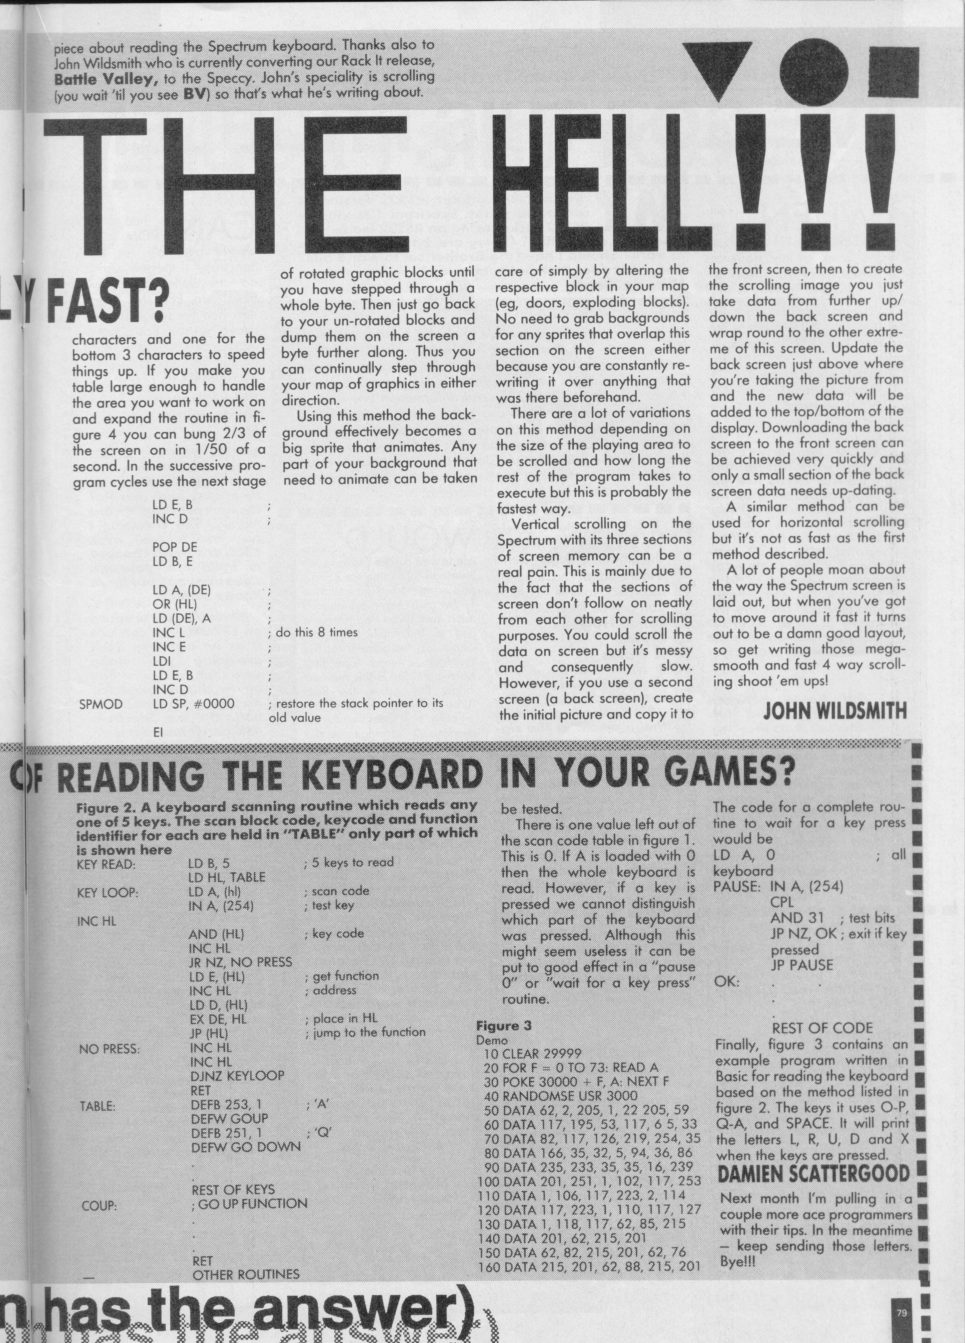 piece about reading the Spectrum keyboard. Thanks also to
John Wildsmith who is currently converting our Rack It release,
Battle Valley, to the Speccy. John's speciality is scrolling
(you wait 'til you see BV) so that's what he's writing about.
THE HELL!!!
LY FAST?
characters and one for the
bottom 3 characters to speed
things up. If you make you
table large enough to handle
the area you want to work on
and expand the routine in fi-
gure 4 you can bung 2/3 of
the screen on in 1/50 of a
second. In the successive pro-
gram cycles use the next stage
of rotated graphic blocks until
you have stepped through a
whole byte. Then just go back
to your un-rotated blocks and
dump them on the screen a
byte further along. Thus you
can continually step through
your map of graphics in either
direction.
Using this method the back-
ground effectively becomes a
big sprite that animates. Any
part of your background that
need to animate can be taken
LD E, B ;
INC D ;
POP DE
LD B, E
LD A, (DE) ;
OR (HL) ;
LD (DE), A ;
INC L ; do this 8 times
INC E ;
LDI ;
LD E, B ;
INC D ;
SPMOD LD SP, #0000 ; restore the stack pointer to its
old value
EI
care of simply by altering the
respective block in your map
(eg, doors, exploding blocks).
No need to grab backgrounds
for any sprites that overlap this
section on the screen either
because you are constantly re-
writing it over anything that
was there beforehand.
There are a lot of variations
on this method depending on
the size of the playing area to
be scrolled and how long the
rest of the program takes to
execute but this is probably the
fastest way.
Vertical scrolling on the
Spectrum with its three sections
of screen memory can be a
real pain. This is mainly due to
the fact that the sections of
screen don't follow on neatly
from each other for scrolling
purposes. You could scroll the
data on screen but it's messy
and consequently slow.
However, if you use a second
screen (a back screen), create
the initial picture and copy it to
the front screen, then to create
the scrolling image you just
take data from further up/
down the back screen and
wrap round to the other extre-
me of this screen. Update the
back screen just above where
you're taking the picture from
and the new data will be
added to the top/bottom of the
display. Downloading the back
screen to the front screen can
be achieved very quickly and
only a small section of the back
screen data needs up-dating.
A similar method can be
used for horizontal scrolling
but it's not as fast as the first
method described.
A lot of people moan about
the way the Spectrum screen is
laid out, but when you've got
to move around it fast it turns
out to be a damn good layout,
so get writing those mega-
smooth and fast 4 way scroll-
ing shoot 'em ups!
JOHN WILDSMITH
OF READING THE KEYBOARD IN YOUR GAMES?
Figure 2. A keyboard scanning routine which reads any
one of 5 keys. The scan block code, keycode and function
identifier for each are held in "TABLE" only part of which
is shown here
KEY READ: LD B, 5 ; 5 keys to read
LD HL, TABLE
KEY LOOP: LD A, (hl) ; scan code
IN A, (254) ; test key
INC HL
AND (HL) ; key code
INC HL
JR NZ, NO PRESS
LD E, (HL) ; get function
INC HL ; address
LD D, (HL)
EX DE, HL ; place in HL
JP (HL) ; jump to the function
NO PRESS: INC HL
INC HL
DJNZ KEYLOOP
RET
TABLE: DEFB 253, 1 ; 'A'
DEFW GOUP
DEFB 251, 1 ; 'Q'
DEFW GO DOWN
.
.
REST OF KEYS
COUP: ; GO UP FUNCTION
.
.
.
RET
— OTHER ROUTINES
be tested.
There is one value left out of
the scan code table in figure 1.
This is 0. If A is loaded with 0
then the whole keyboard is
read. However, if a key is
pressed we cannot distinguish
which part of the keyboard
was pressed. Although this
might seem useless it can be
put to good effect in a "pause
0" or "wait for a key press"
routine.
Figure 3
Demo
10 CLEAR 29999
20 FOR F = 0 TO 73: READ A
30 POKE 30000 + F, A: NEXT F
40 RANDOMSE USR 3000
50 DATA 62, 2, 205, 1, 22 205, 59
60 DATA 117, 195, 53, 117, 6 5, 33
70 DATA 82, 117, 126, 219, 254, 35
80 DATA 166, 35, 32, 5, 94, 36, 86
90 DATA 235, 233, 35, 35, 16, 239
100 DATA 201, 251, 1, 102, 117, 253
110 DATA 1, 106, 117, 223, 2, 114
120 DATA 117, 223, 1, 110, 117, 127
130 DATA 1, 118, 117, 62, 85, 215
140 DATA 201, 62, 215, 201
150 DATA 62, 82, 215, 201, 62, 76
160 DATA 215, 201, 62, 88, 215, 201
The code for a complete rou-
tine to wait for a key press
would be
LD A, 0 ; all
keyboard
PAUSE: IN A, (254)
CPL
AND 31 ; test bits
JP NZ, OK ; exit if key
pressed
JP PAUSE
OK: . .
.
.
REST OF CODE
Finally, figure 3 contains an
example program written in
Basic for reading the keyboard
based on the method listed in
figure 2. The keys it uses O-P,
Q-A, and SPACE. It will print
the letters L, R, U, D and X
when the keys are pressed.
DAMIEN SCATTERGOOD
Next month I'm pulling in a
couple more ace programmers
with their tips. In the meantime
— keep sending those letters.
Bye!!!
n has the answer)
79